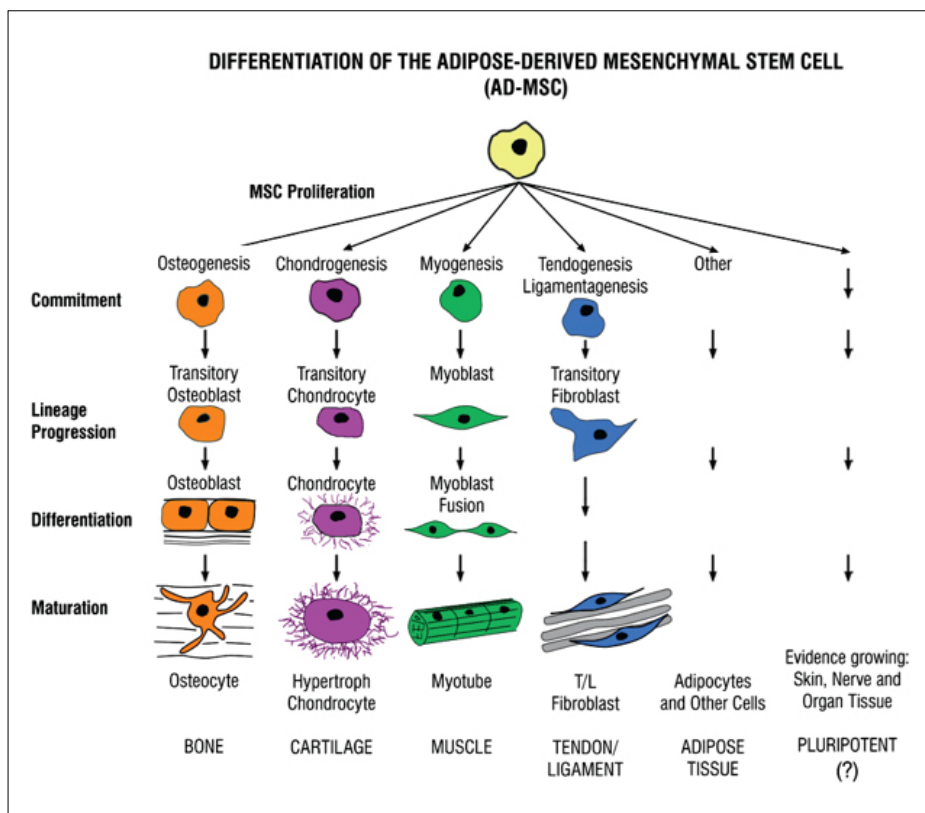 DIFFERENTIATION OF THE ADIPOSE-DERIVED MESENCHYMAL STEM CELL
(AD-MSC)
MSC Proliferation
Osteogenesis
Chondrogenesis
Myogenesis
Tendogenesis
Ligamentagenesis
Other
Commitment
Transitory
Osteoblast
Transitory
Chondrocyte
Myoblast
Transitory
Fibroblast
Lineage
Progression
Osteoblast
Chondrocyte
Myoblast
Fusion
Differentiation
Maturation
Osteocyte
Hypertroph
Chondrocyte
Myotube
T/L
Fibroblast
Adipocytes
and Other Cells
Evidence growing:
Skin, Nerve and
Organ Tissue
BONE
CARTILAGE
MUSCLE
TENDON/
LIGAMENT
ADIPOSE
TISSUE
PLURIPOTENT
(?)